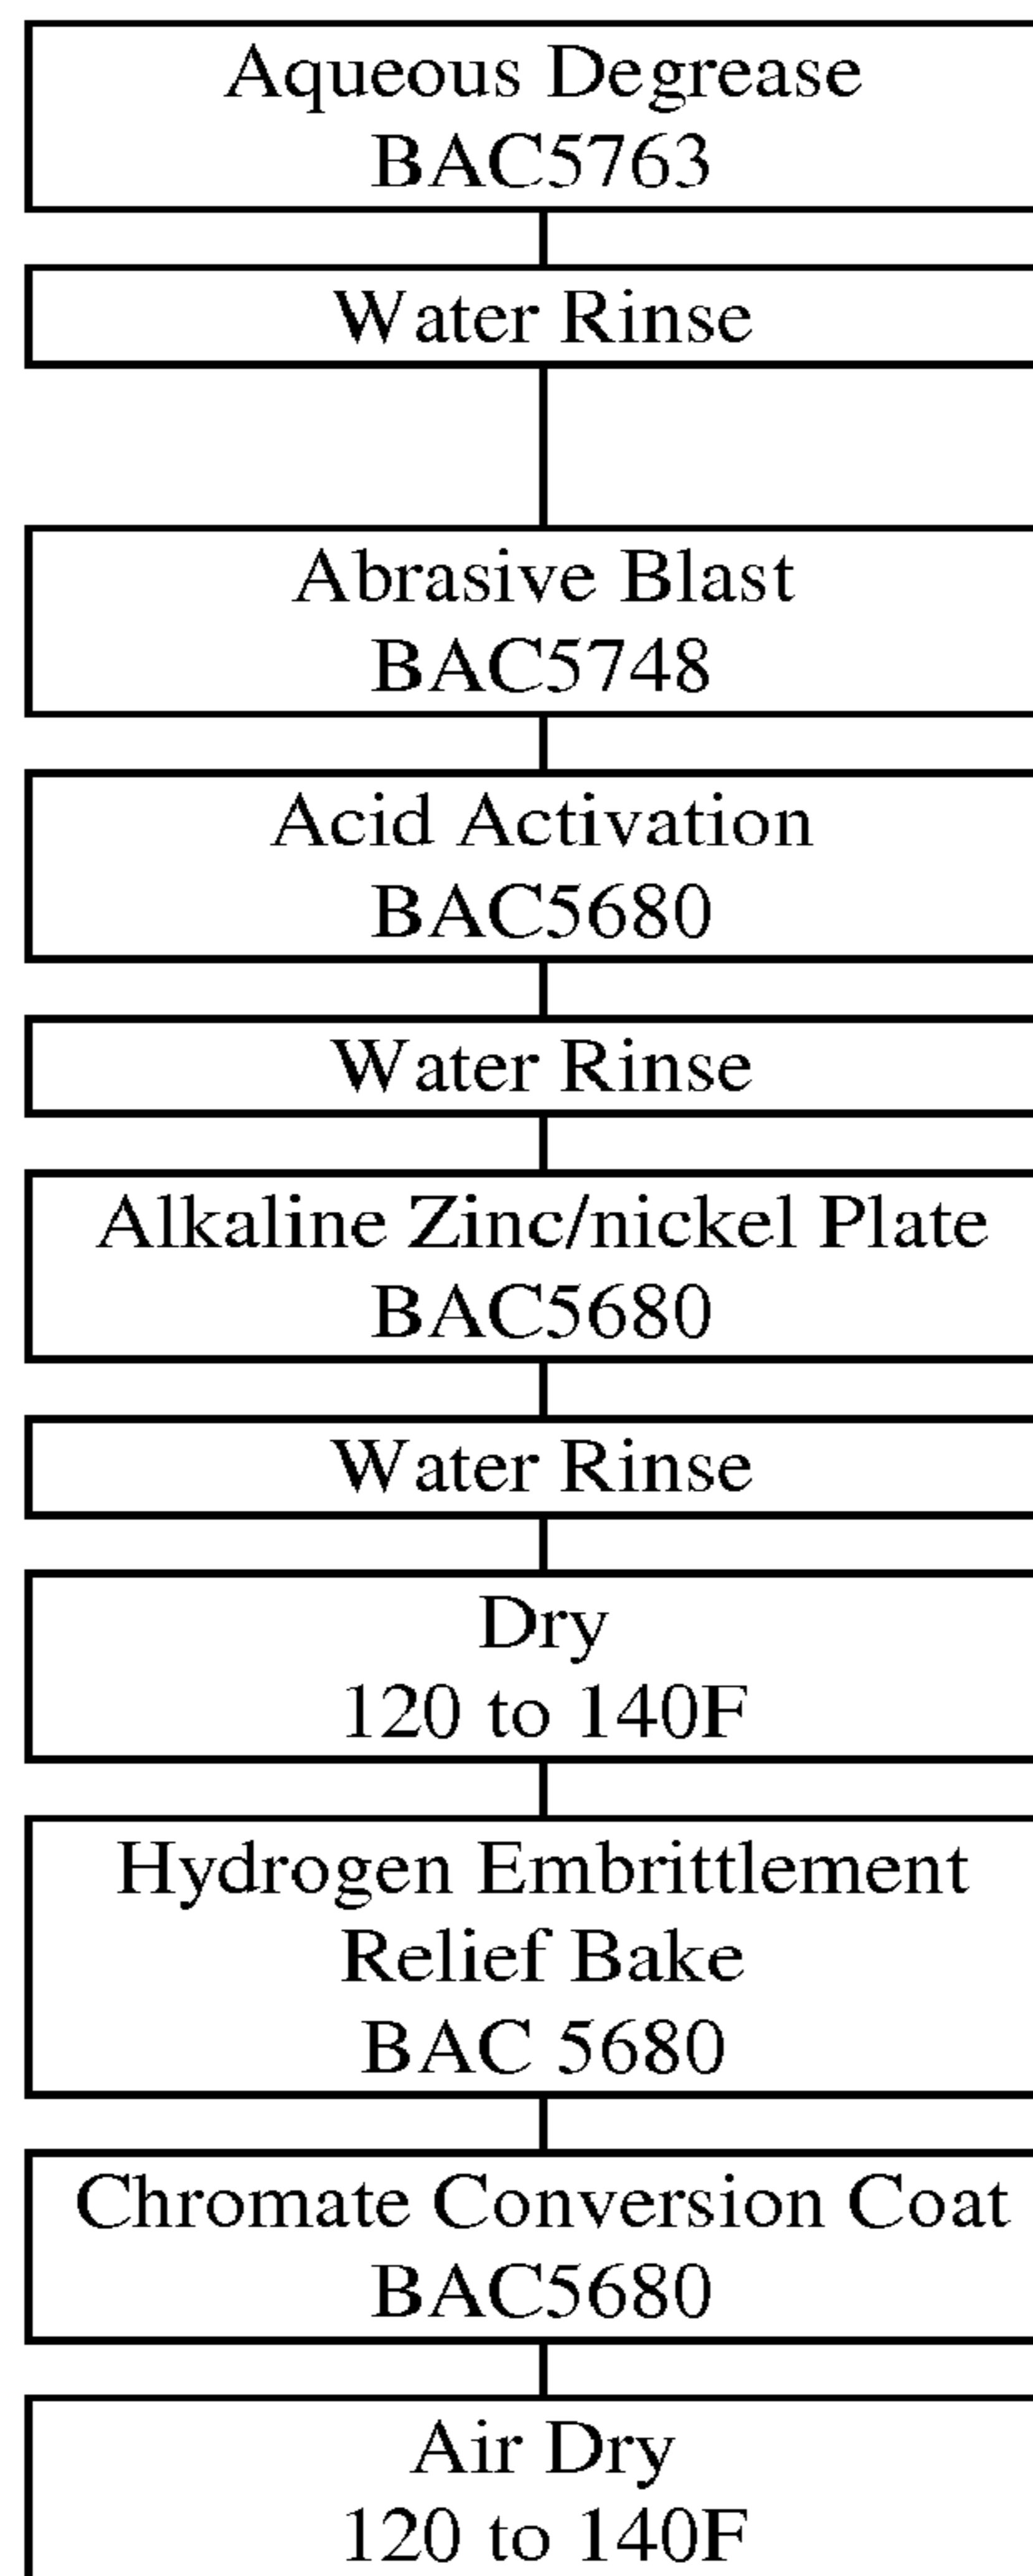 Aqueous Degrease
BAC5763
Water Rinse
Abrasive Blast
BAC5748
Acid Activation
BAC5680
Water Rinse
Alkaline Zinc/nickel Plate
BAC5680
Water Rinse
Dry
120 to 140F
Hydrogen Embrittlement
Relief Bake
BAC 5680
Chromate Conversion Coat
BAC5680
Air Dry
120 to 140F